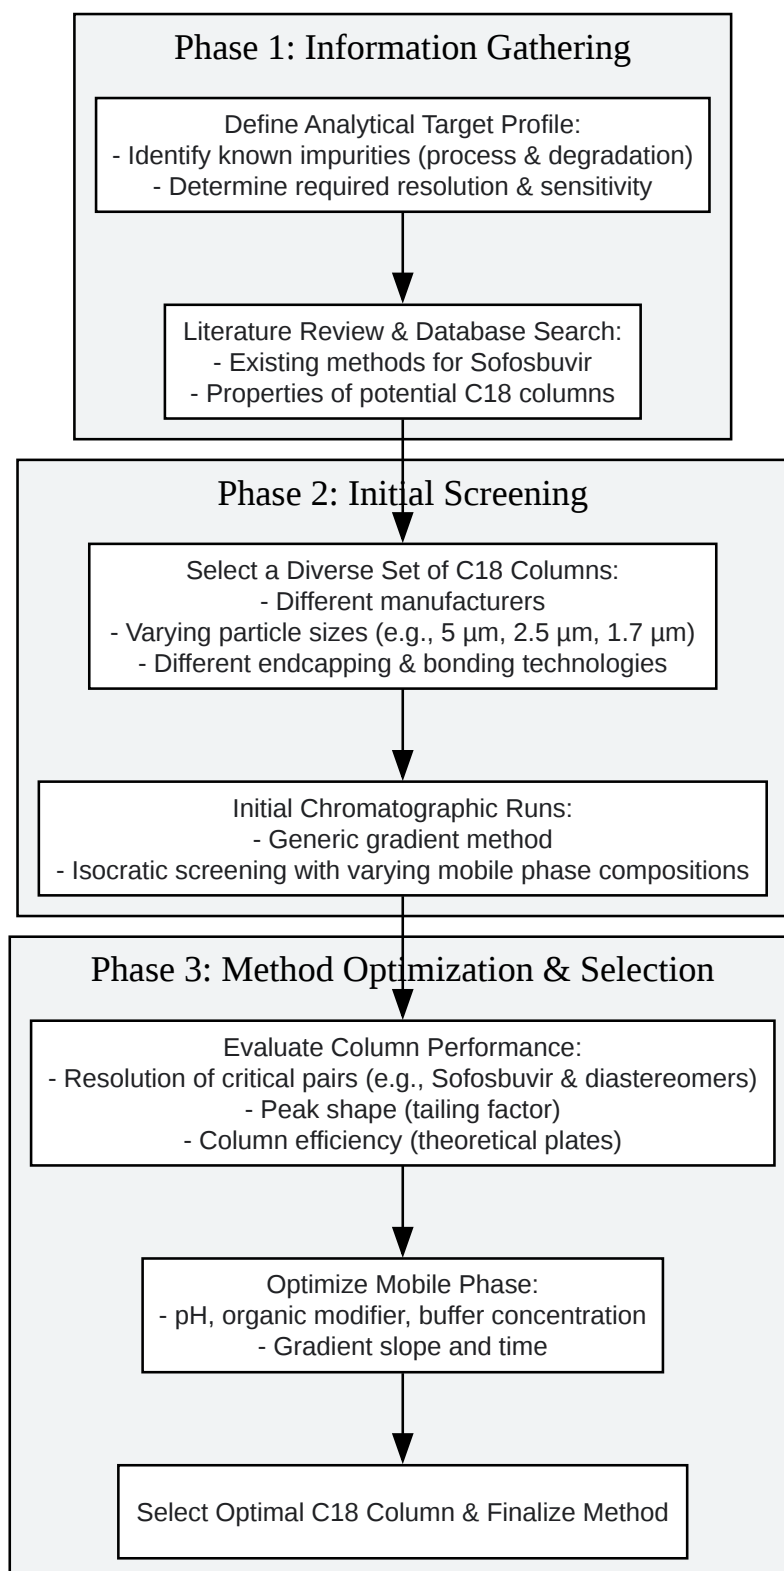 Phase 1: Information Gathering
Define Analytical Target Profile:
- Identify known impurities (process & degradation)
- Determine required resolution & sensitivity
Literature Review & Database Search:
- Existing methods for Sofosbuvir
- Properties of potential C18 columns
Phase 2: Initial Screening
Select a Diverse Set of C18 Columns:
- Different manufacturers
- Varying particle sizes (e.g., 5 µm, 2.5 µm, 1.7 µm)
- Different endcapping & bonding technologies
Initial Chromatographic Runs:
- Generic gradient method
- Isocratic screening with varying mobile phase compositions
Phase 3: Method Optimization & Selection
Evaluate Column Performance:
- Resolution of critical pairs (e.g., Sofosbuvir & diastereomers)
- Peak shape (tailing factor)
- Column efficiency (theoretical plates)
Optimize Mobile Phase:
- pH, organic modifier, buffer concentration
- Gradient slope and time
Select Optimal C18 Column & Finalize Method